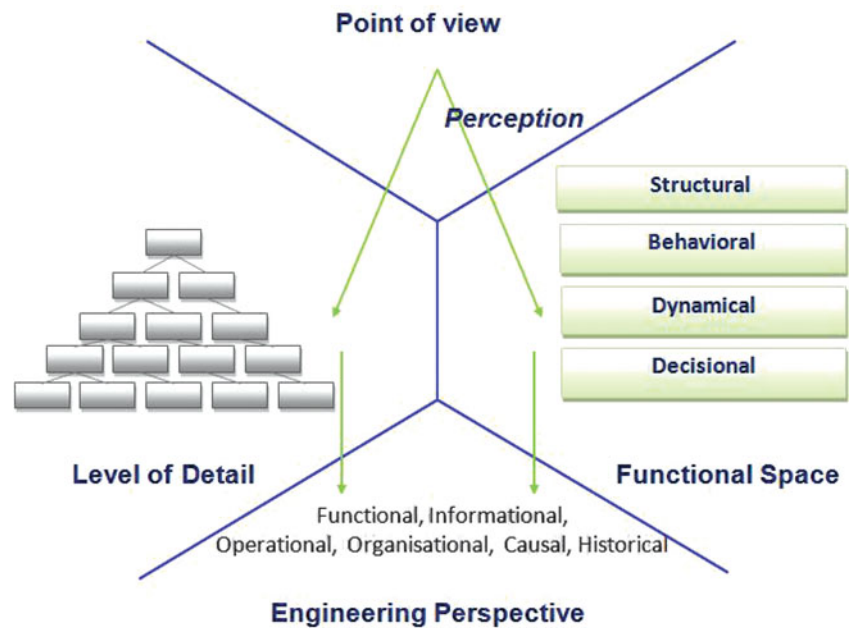 Point of view
Perception
Structural
Behavioral
Dynamical
Decisional
Level of Detail
Functional Space
Functional, Informational,
Operational, Organisational, Causal, Historical
Engineering Perspective